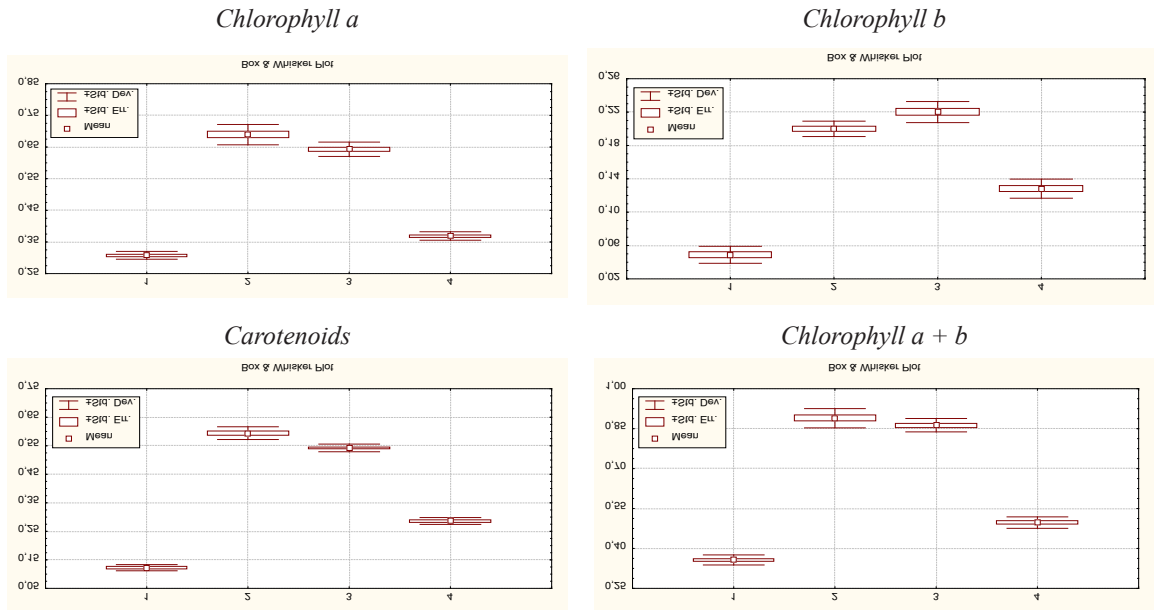 Chlorophyll a
Box & Whisker Plot
0,85
±Std. Dev.
±Std. Err.
Mean
0,75
0,65
0,55
0,45
0,35
0,25
1 2 3 4
Chlorophyll b
Box & Whisker Plot
0,26
±Std. Dev.
±Std. Err.
Mean
0,22
0,18
0,14
0,10
0,06
0,02
1 2 3 4
Carotenoids
Box & Whisker Plot
0,75
±Std. Dev.
±Std. Err.
Mean
0,65
0,55
0,45
0,35
0,25
0,15
0,05
1 2 3 4
Chlorophyll a + b
Box & Whisker Plot
1,00
±Std. Dev.
±Std. Err.
Mean
0,85
0,70
0,55
0,40
0,25
1 2 3 4